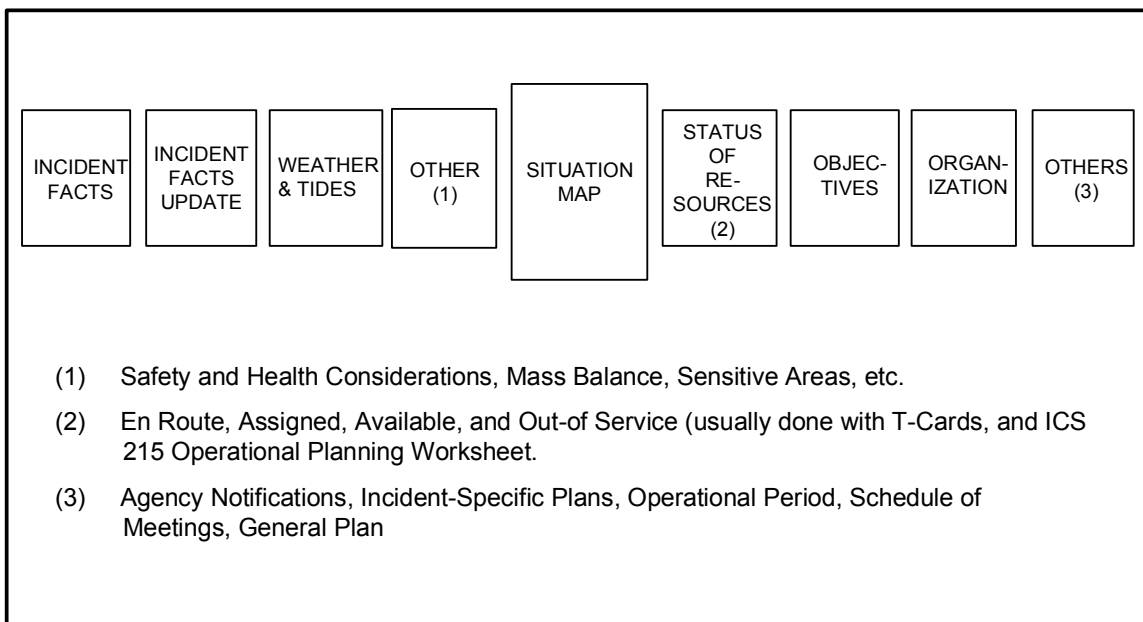 INCIDENT
FACTS
INCIDENT
FACTS
UPDATE
WEATHER
& TIDES
OTHER
(1)
SITUATION
MAP
STATUS
OF
RE-
SOURCES
(2)
OBJEC-
TIVES
ORGAN-
IZATION
OTHERS
(3)
(1) Safety and Health Considerations, Mass Balance, Sensitive Areas, etc.
(2) En Route, Assigned, Available, and Out-of Service (usually done with T-Cards, and ICS
215 Operational Planning Worksheet.
(3) Agency Notifications, Incident-Specific Plans, Operational Period, Schedule of
Meetings, General Plan